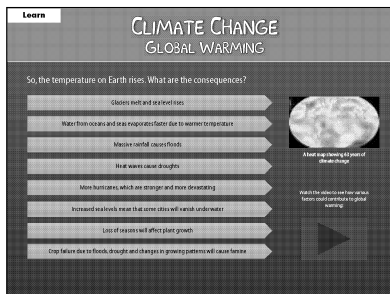 Learn
CLIMATE CHANGE
GLOBAL WARMING
So, the temperature on Earth rises. What are the consequences?
Glaciers melt and sea level rises
Water from oceans and seas evaporates faster due to warmer temperature
Massive rainfall causes floods
Heat waves cause droughts
More hurricanes, which are stronger and more devastating
Increased sea levels mean that some cities will vanish underwater
Loss of seasons will affect plant growth
Crop failure due to floods, drought and changes in growing patterns will cause famine
A heat map showing 60 years of
climate change
Watch the video to see how various
factors could contribute to global
warming: